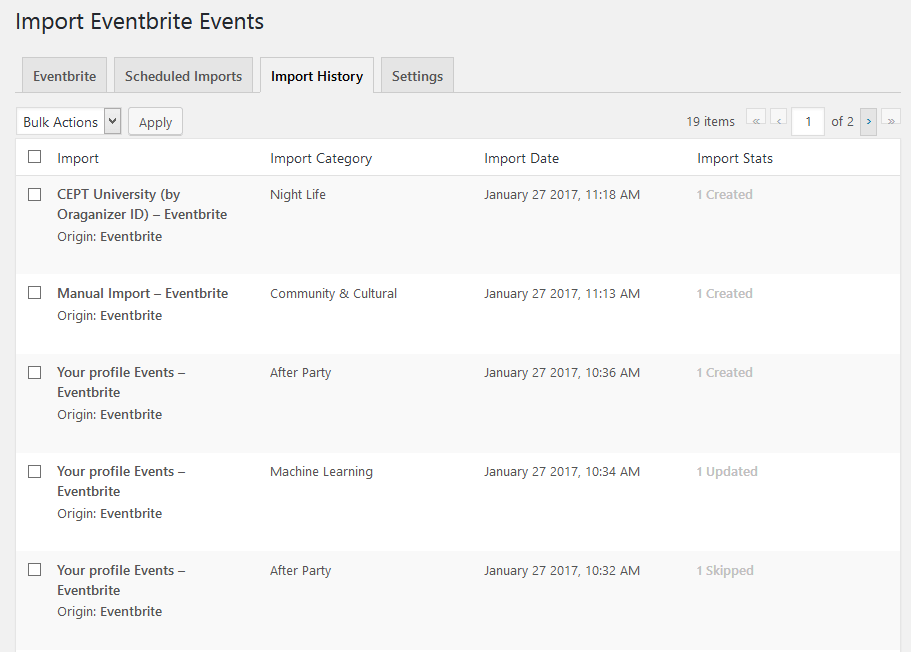 Import Eventbrite Events
Eventbrite Scheduled Imports Import History Settings
Bulk Actions Apply 19 items « ‹ 1 of 2 › »
Import Import Category Import Date Import Stats
CEPT University (by Night Life January 27 2017, 11:18 AM 1 Created
Oraganizer ID) – Eventbrite
Origin: Eventbrite
Manual Import – Eventbrite Community & Cultural January 27 2017, 11:13 AM 1 Created
Origin: Eventbrite
Your profile Events – After Party January 27 2017, 10:36 AM 1 Created
Eventbrite
Origin: Eventbrite
Your profile Events – Machine Learning January 27 2017, 10:34 AM 1 Updated
Eventbrite
Origin: Eventbrite
Your profile Events – After Party January 27 2017, 10:32 AM 1 Skipped
Eventbrite
Origin: Eventbrite